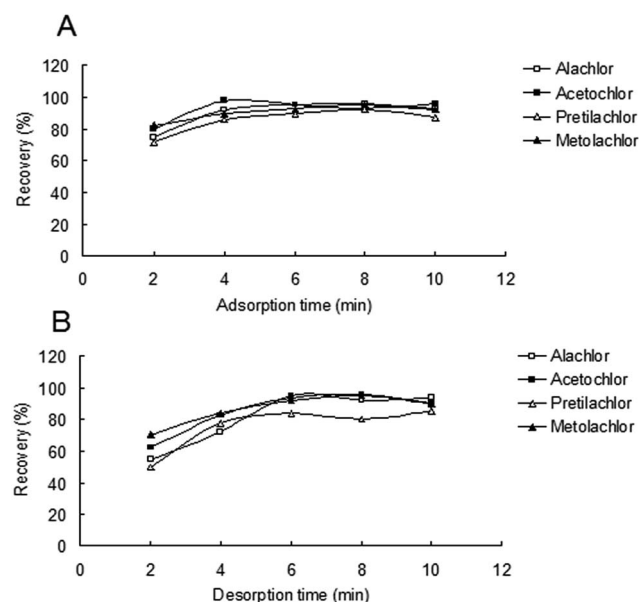 A
Recovery (%)
120
100
80
60
40
20
0
0 2 4 6 8 10 12
Adsorption time (min)
Alachlor
Acetochlor
Pretilachlor
Metolachlor
B
Recovery (%)
120
100
80
60
40
20
0
0 2 4 6 8 10 12
Desorption time (min)
Alachlor
Acetochlor
Pretilachlor
Metolachlor